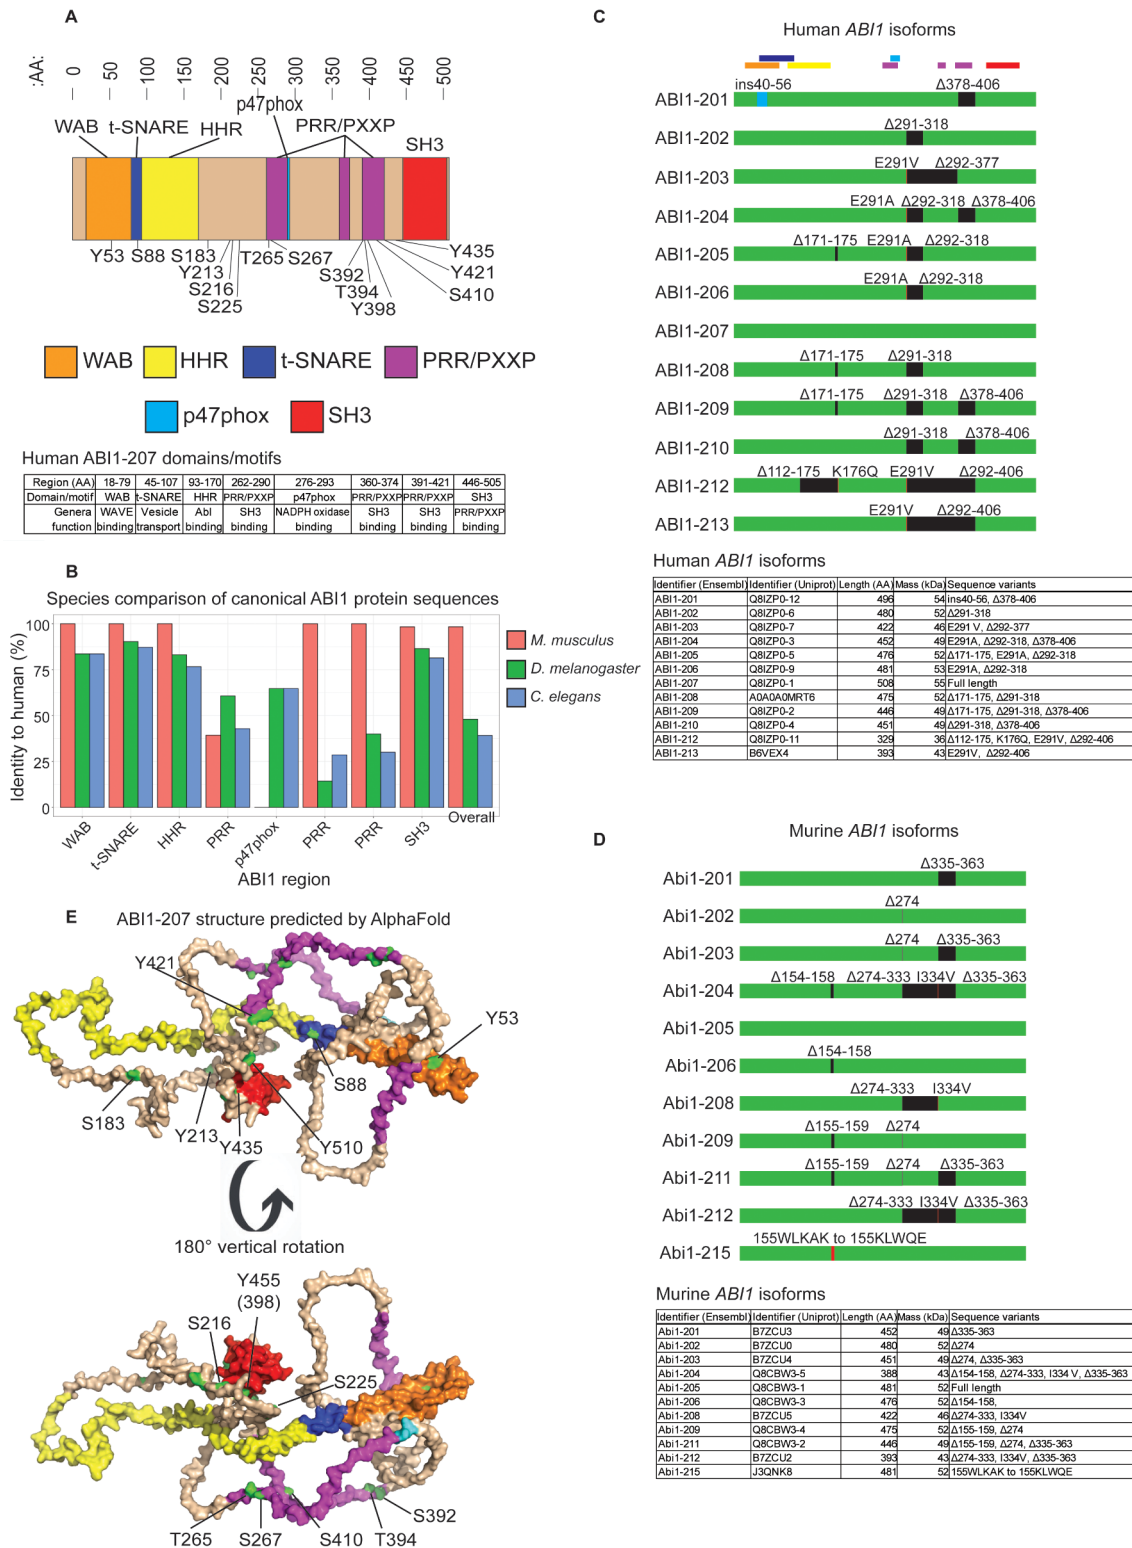 A
:AA:
0
50
100
150
200
250
300
350
400
450
500
p47phox
WAB
t-SNARE
HHR
PRR/PXXP
SH3
Y53
S88
S183
Y213
S216
S225
T265
S267
S392
T394
Y398
Y435
Y421
S410
WAB
HHR
t-SNARE
PRR/PXXP
p47phox
SH3
Human ABI1-207 domains/motifs
Region (AA) 18-79 45-107 93-170 262-290 276-293 360-374 391-421 446-505
Domain/motif WAB t-SNARE HHR PRR/PXXP p47phox PRR/PXXP PRR/PXXP SH3
Genera WAVE Vesicle Abl SH3 NADPH oxidase SH3 SH3 PRR/PXXP
function binding transport binding binding binding binding binding binding
B
Species comparison of canonical ABI1 protein sequences
Identity to human (%)
100
75
50
25
0
WAB
t-SNARE
HHR
PRR
p47phox
PRR
PRR
SH3
Overall
ABI1 region
M. musculus
D. melanogaster
C. elegans
E
ABI1-207 structure predicted by AlphaFold
Y421
Y53
S88
S183
Y213
Y435
Y510
180° vertical rotation
Y455
(398)
S216
S225
S392
T265
S267
S410
T394
C
Human ABI1 isoforms
ins40-56 Δ378-406
ABI1-201
Δ291-318
ABI1-202
E291V Δ292-377
ABI1-203
E291A Δ292-318 Δ378-406
ABI1-204
Δ171-175 E291A Δ292-318
ABI1-205
E291A Δ292-318
ABI1-206
ABI1-207
Δ171-175 Δ291-318
ABI1-208
Δ171-175 Δ291-318 Δ378-406
ABI1-209
Δ291-318 Δ378-406
ABI1-210
Δ112-175 K176Q E291V Δ292-406
ABI1-212
E291V Δ292-406
ABI1-213
Human ABI1 isoforms
Identifier (Ensembl) Identifier (Uniprot) Length (AA) Mass (kDa) Sequence variants
ABI1-201 Q8IZP0-12 496 54 ins40-56, Δ378-406
ABI1-202 Q8IZP0-6 480 52 Δ291-318
ABI1-203 Q8IZP0-7 422 46 E291 V, Δ292-377
ABI1-204 Q8IZP0-3 452 49 E291A, Δ292-318, Δ378-406
ABI1-205 Q8IZP0-5 476 52 Δ171-175, E291A, Δ292-318
ABI1-206 Q8IZP0-9 481 53 E291A, Δ292-318
ABI1-207 Q8IZP0-1 508 55 Full length
ABI1-208 A0A0A0MRT6 475 52 Δ171-175, Δ291-318
ABI1-209 Q8IZP0-2 446 49 Δ171-175, Δ291-318, Δ378-406
ABI1-210 Q8IZP0-4 451 49 Δ291-318, Δ378-406
ABI1-212 Q8IZP0-11 329 36 Δ112-175, K176Q, E291V, Δ292-406
ABI1-213 B6VEX4 393 43 E291V, Δ292-406
D
Murine ABI1 isoforms
Δ335-363
Abi1-201
Δ274
Abi1-202
Δ274 Δ335-363
Abi1-203
Δ154-158 Δ274-333 I334V Δ335-363
Abi1-204
Abi1-205
Δ154-158
Abi1-206
Δ274-333 I334V
Abi1-208
Δ155-159 Δ274
Abi1-209
Δ155-159 Δ274 Δ335-363
Abi1-211
Δ274-333 I334V Δ335-363
Abi1-212
155WLKAK to 155KLWQE
Abi1-215
Murine ABI1 isoforms
Identifier (Ensembl) Identifier (Uniprot) Length (AA) Mass (kDa) Sequence variants
Abi1-201 B7ZCU3 452 49 Δ335-363
Abi1-202 B7ZCU0 480 52 Δ274
Abi1-203 B7ZCU4 451 49 Δ274, Δ335-363
Abi1-204 Q8CBW3-5 388 43 Δ154-158, Δ274-333, I334 V, Δ335-363
Abi1-205 Q8CBW3-1 481 52 Full length
Abi1-206 Q8CBW3-3 476 52 Δ154-158,
Abi1-208 B7ZCU5 422 46 Δ274-333, I334V
Abi1-209 Q8CBW3-4 475 52 Δ155-159, Δ274
Abi1-211 Q8CBW3-2 446 49 Δ155-159, Δ274, Δ335-363
Abi1-212 B7ZCU2 393 43 Δ274-333, I334V, Δ335-363
Abi1-215 J3QNK8 481 52 155WLKAK to 155KLWQE